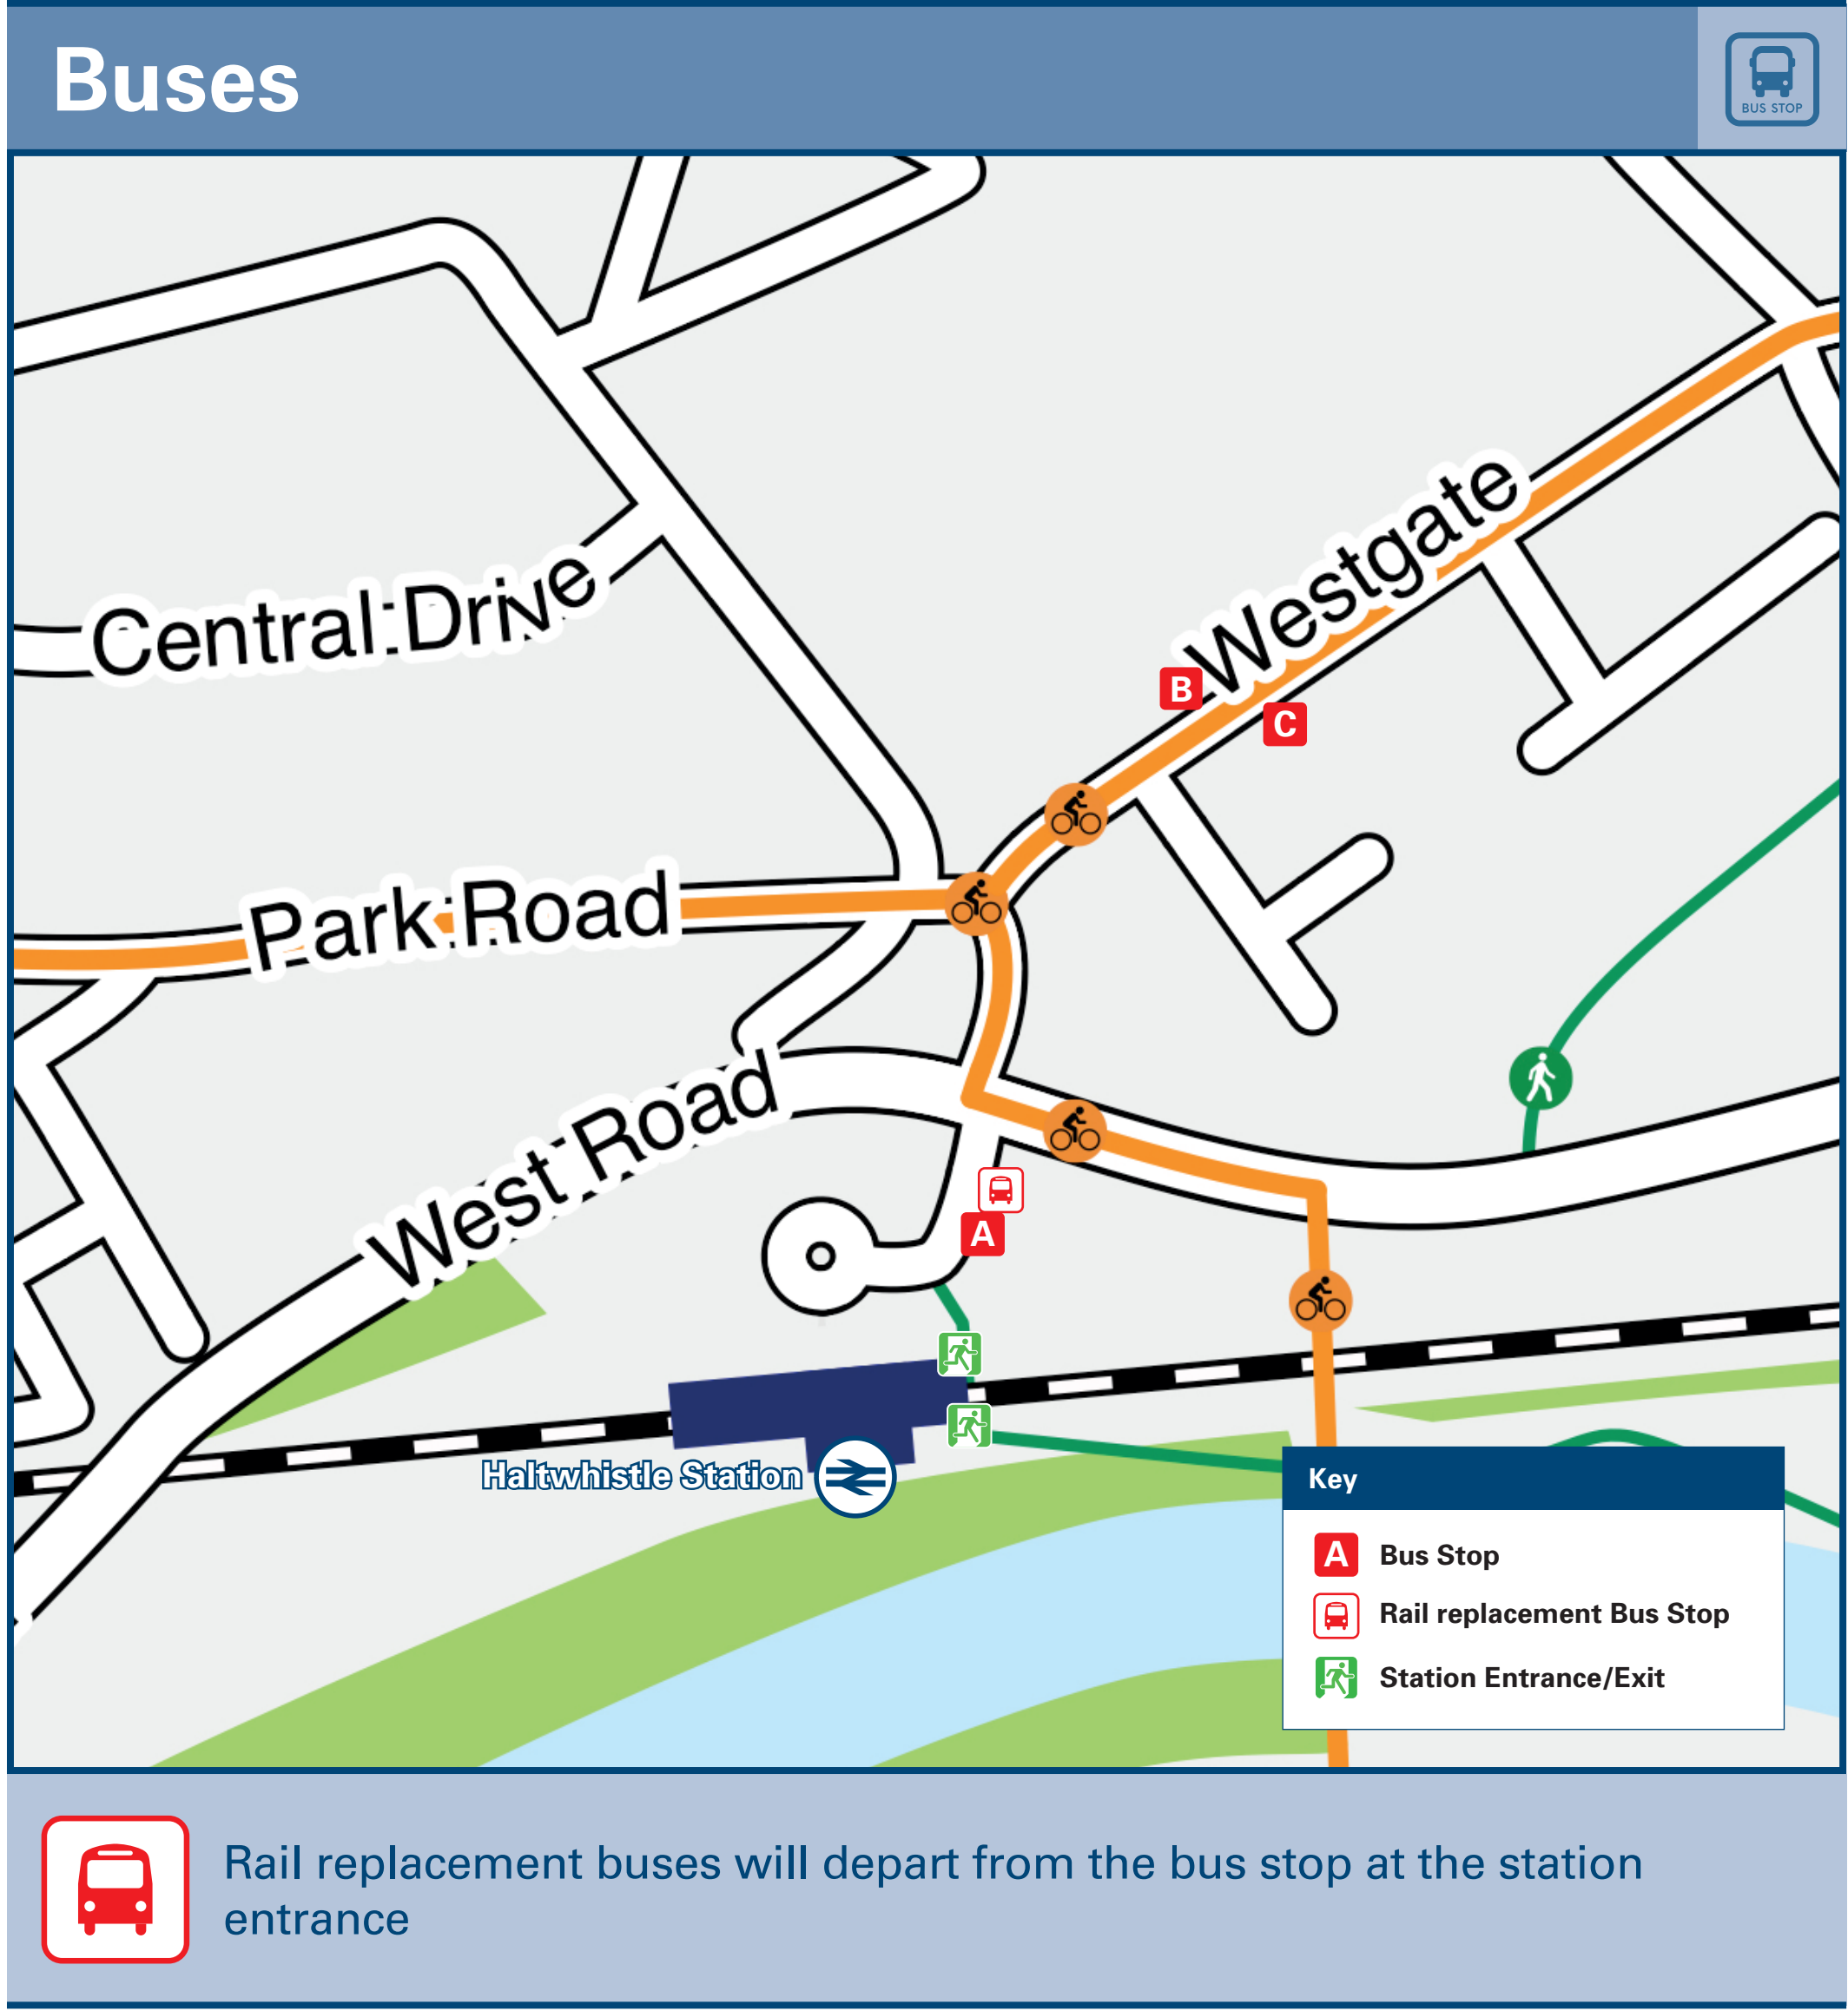 Buses
BUS STOP
Central Drive
Westgate
B
C
Park Road
West Road
A
Haltwhistle Station
Key
A Bus Stop
Rail replacement Bus Stop
Station Entrance/Exit
Rail replacement buses will depart from the bus stop at the station
entrance